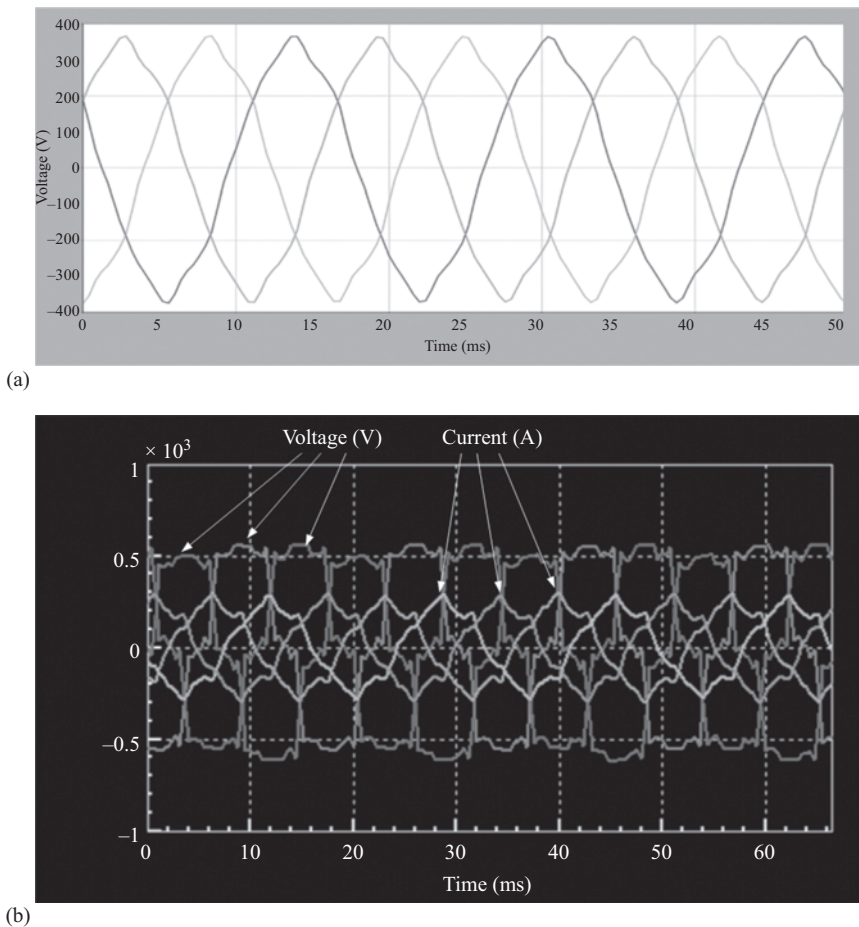 400
300
200
100
0
–100
–200
–300
–400
Voltage (V)
0 5 10 15 20 25 30 35 40 45 50
Time (ms)
(a)
Voltage (V) Current (A)
× 10³
1
0.5
0
–0.5
–1
0 10 20 30 40 50 60
Time (ms)
(b)